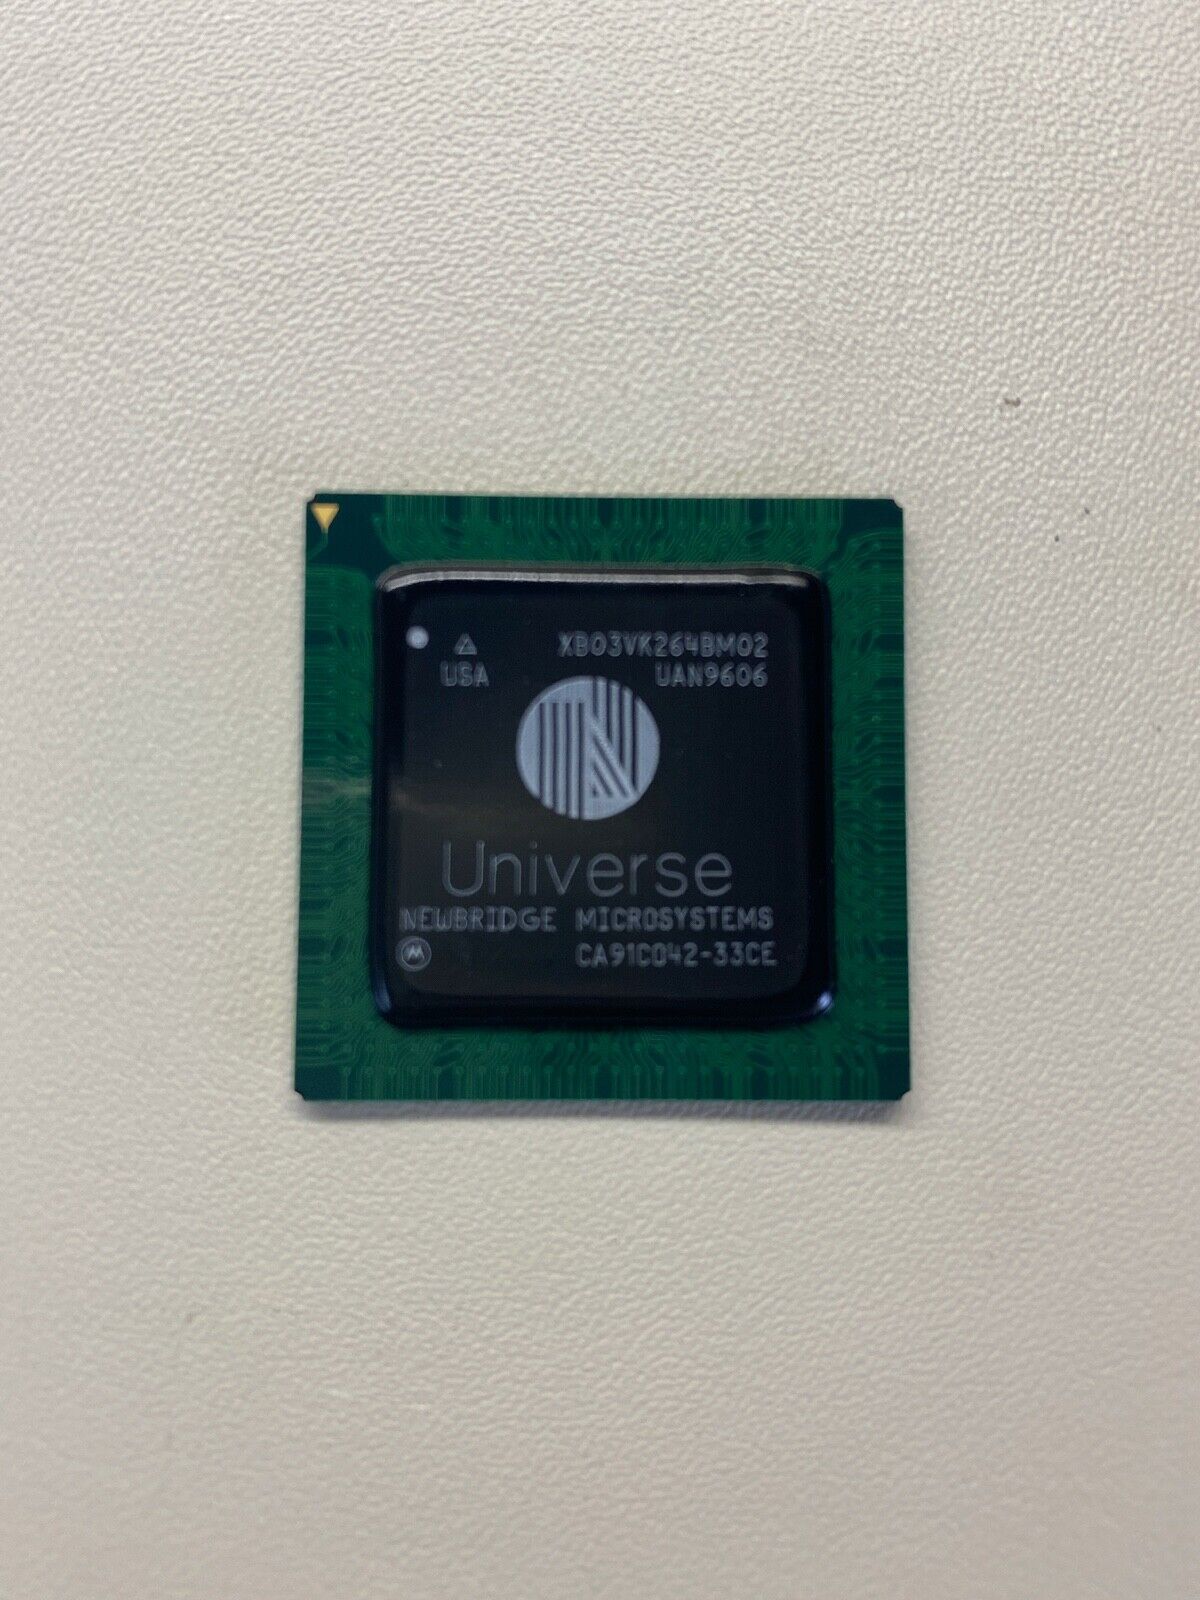 XB03VK264BM02
USA UAN9606
Universe
NEWBRIDGE MICROSYSTEMS
CA91C042-33CE